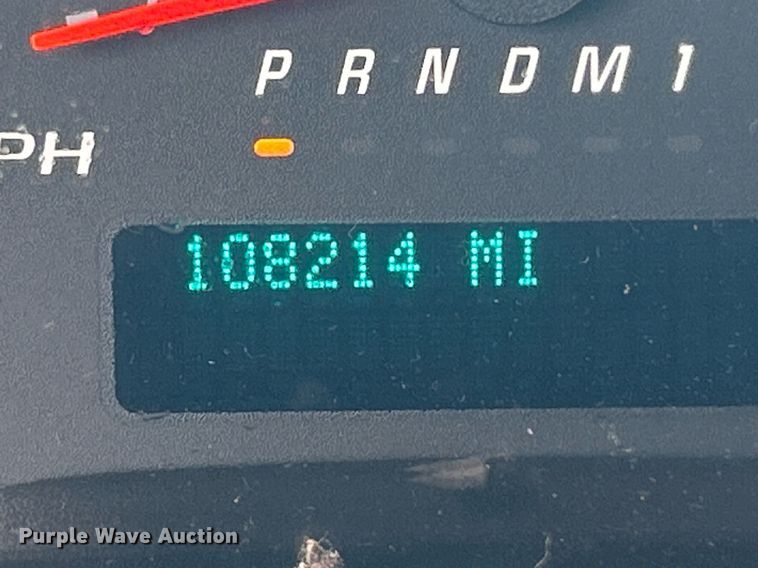 P R N D M 1
PH
108214 MI
Purple Wave Auction